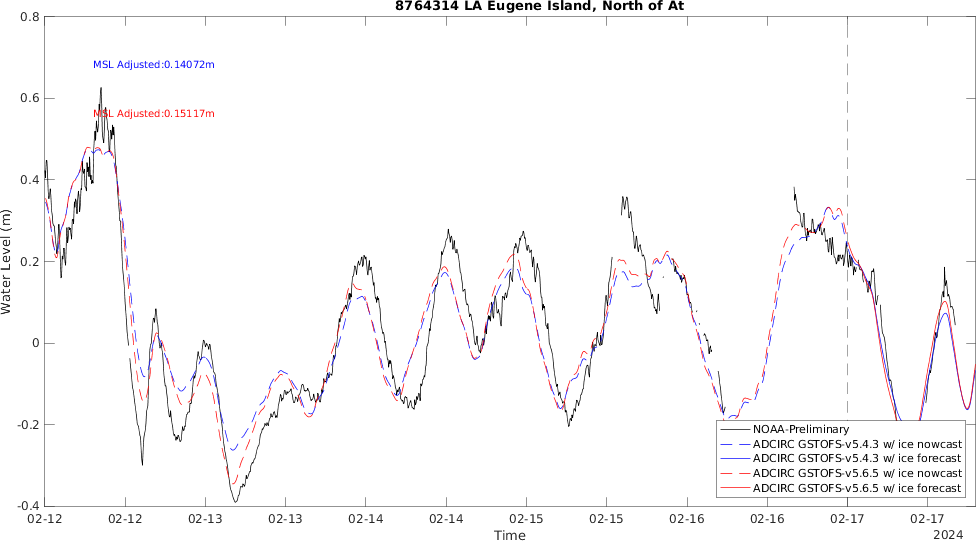 8764314 LA Eugene Island, North of At
0.8
MSL Adjusted:0.14072m
0.6
MSL Adjusted:0.15117m
0.4
Water Level (m)
0.2
0
-0.2
NOAA-Preliminary
ADCIRC GSTOFS-v5.4.3 w/ ice nowcast
ADCIRC GSTOFS-v5.4.3 w/ ice forecast
ADCIRC GSTOFS-v5.6.5 w/ ice nowcast
ADCIRC GSTOFS-v5.6.5 w/ ice forecast
-0.4
02-12 02-12 02-13 02-13 02-14 02-14 02-15 02-15 02-16 02-16 02-17 02-17
Time
2024